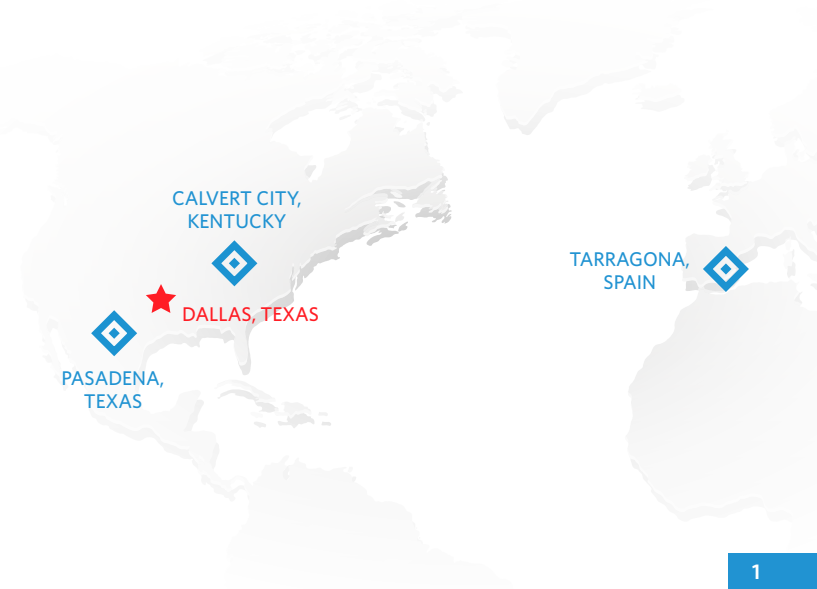 CALVERT CITY,
KENTUCKY
TARRAGONA,
SPAIN
DALLAS, TEXAS
PASADENA,
TEXAS
1